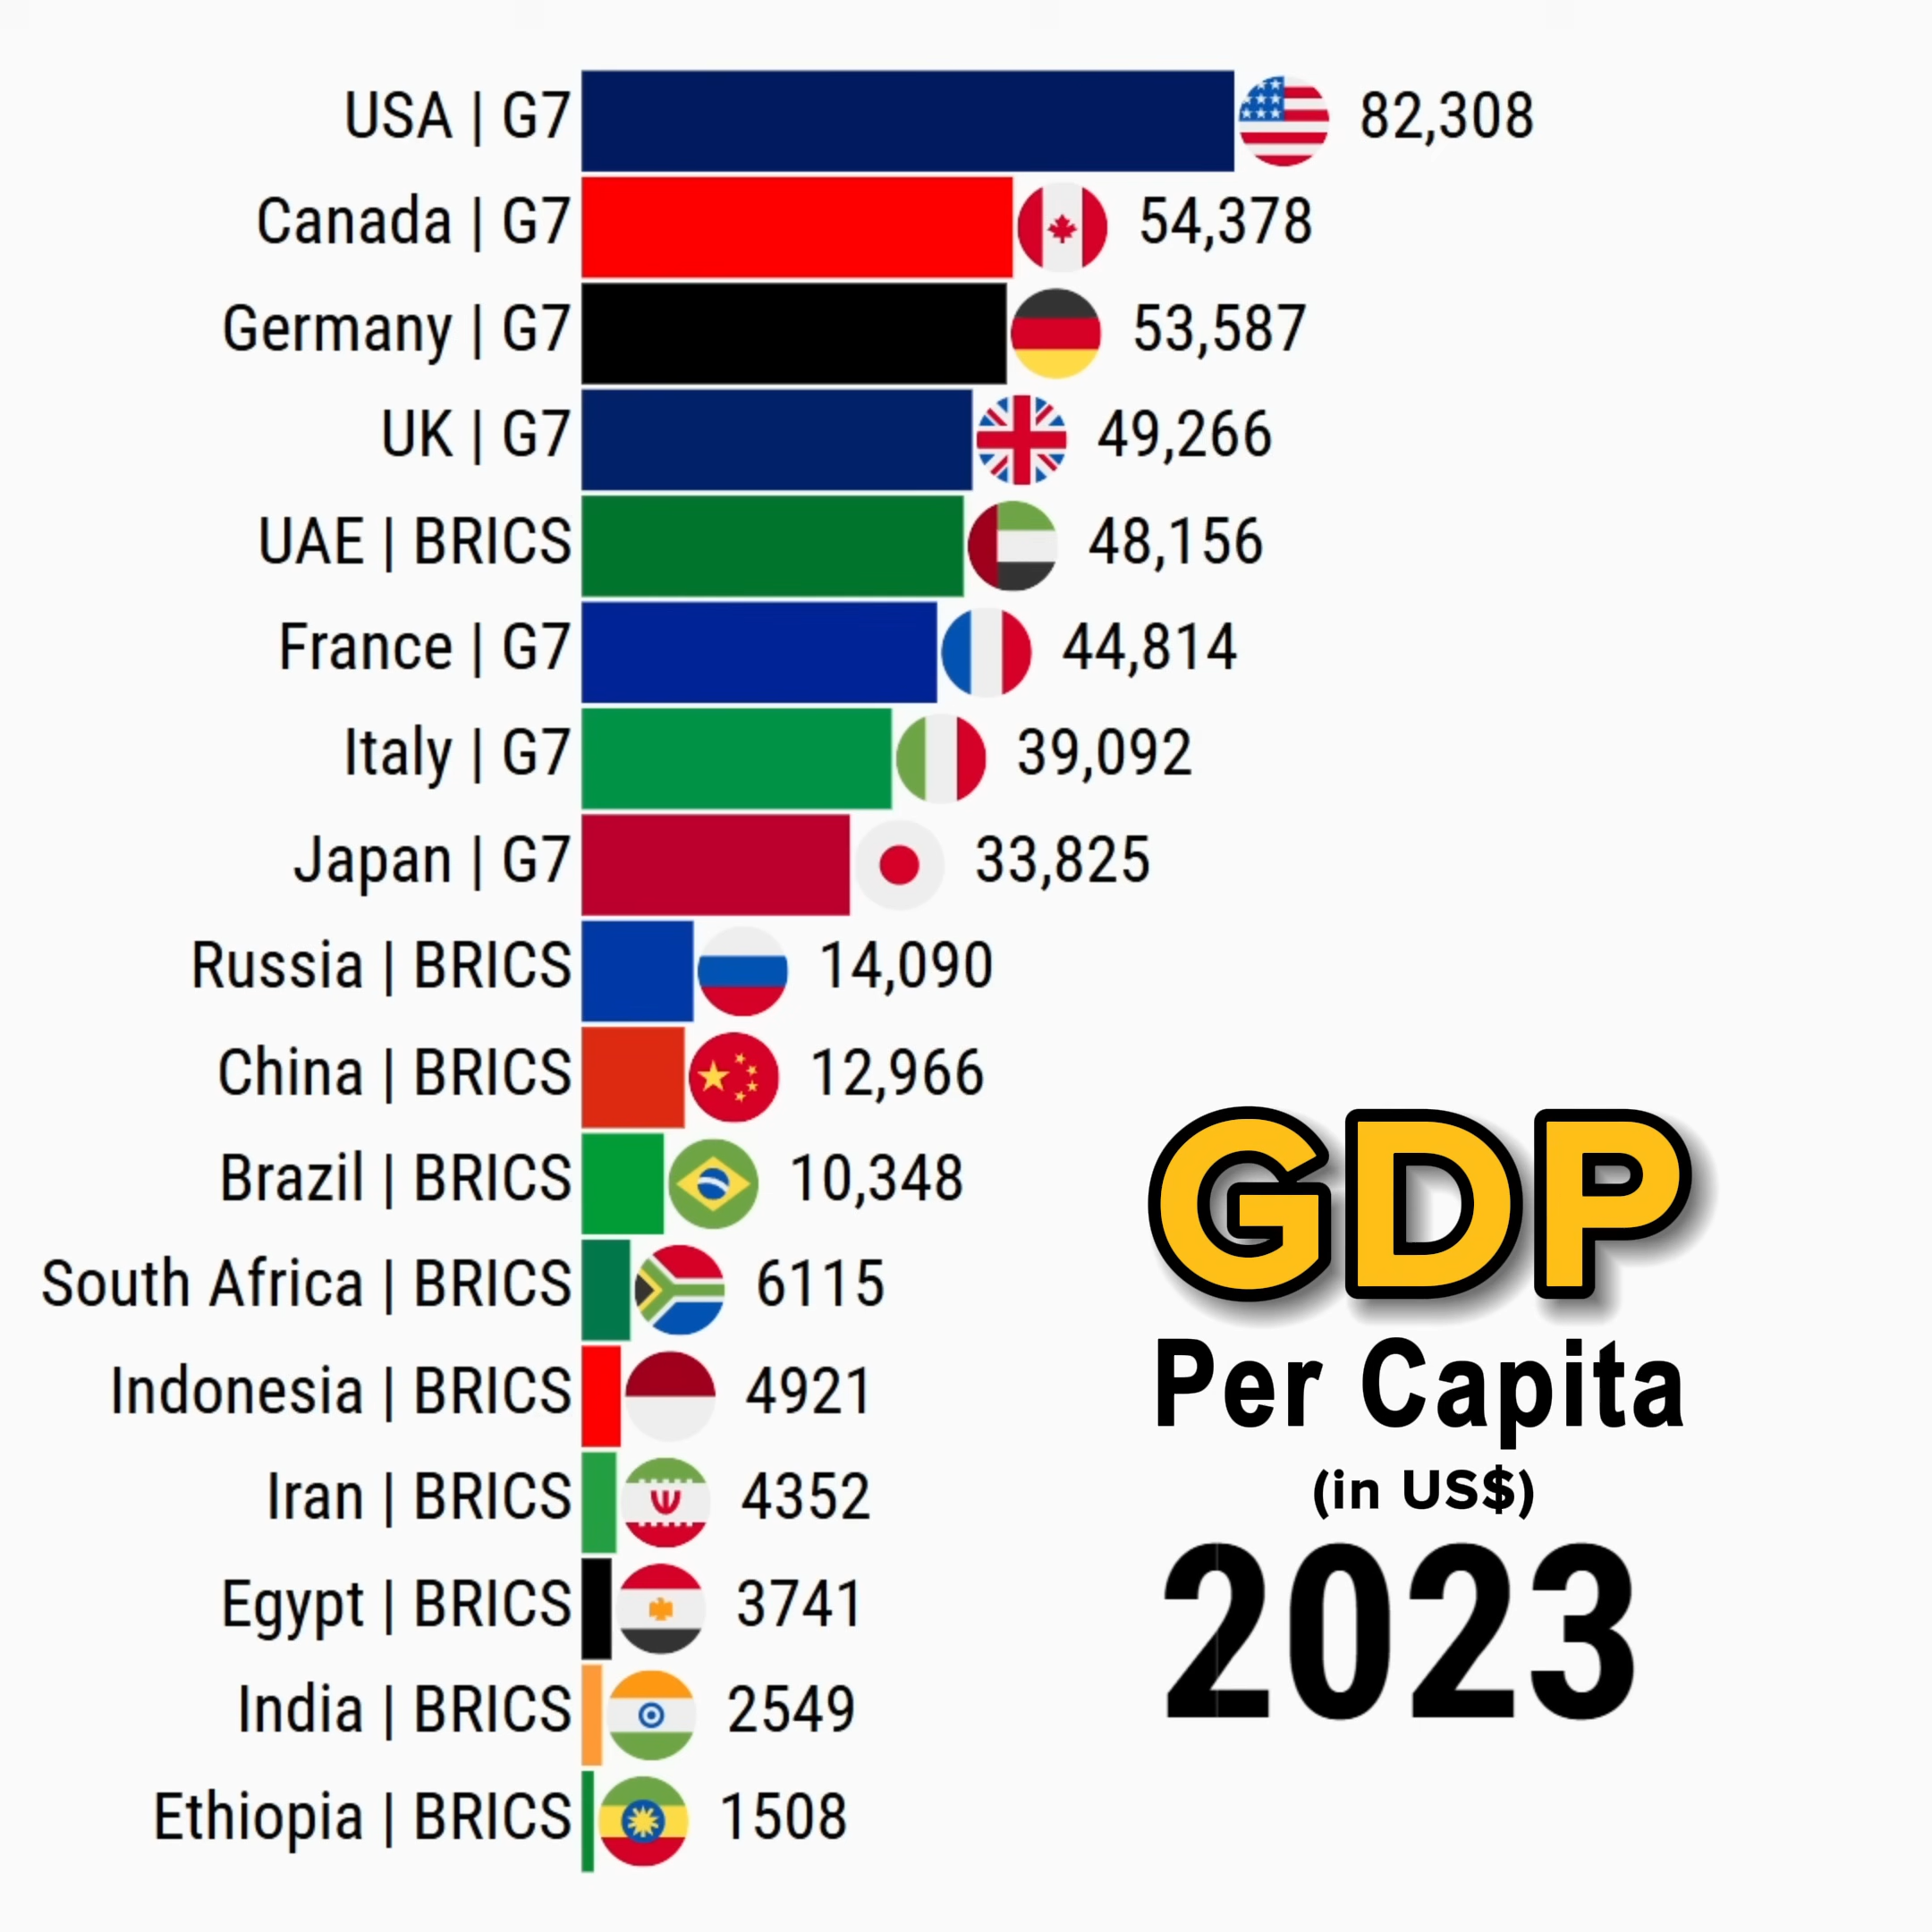 USA | G7 82,308
Canada | G7 54,378
Germany | G7 53,587
UK | G7 49,266
UAE | BRICS 48,156
France | G7 44,814
Italy | G7 39,092
Japan | G7 33,825
Russia | BRICS 14,090
China | BRICS 12,966
Brazil | BRICS 10,348
South Africa | BRICS 6115
Indonesia | BRICS 4921
Iran | BRICS 4352
Egypt | BRICS 3741
India | BRICS 2549
Ethiopia | BRICS 1508
GDP
Per Capita
(in US$)
2023